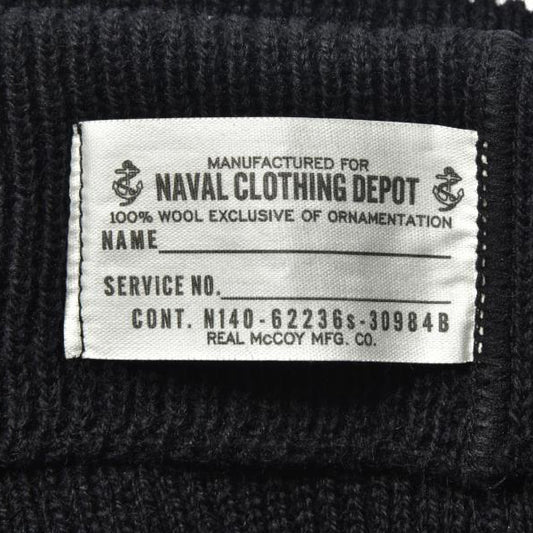 MANUFACTURED FOR
NAVAL CLOTHING DEPOT
100% WOOL EXCLUSIVE OF ORNAMENTATION
NAME
SERVICE NO.
CONT. N140-62236s-30984B
REAL McCOY MFG. CO.